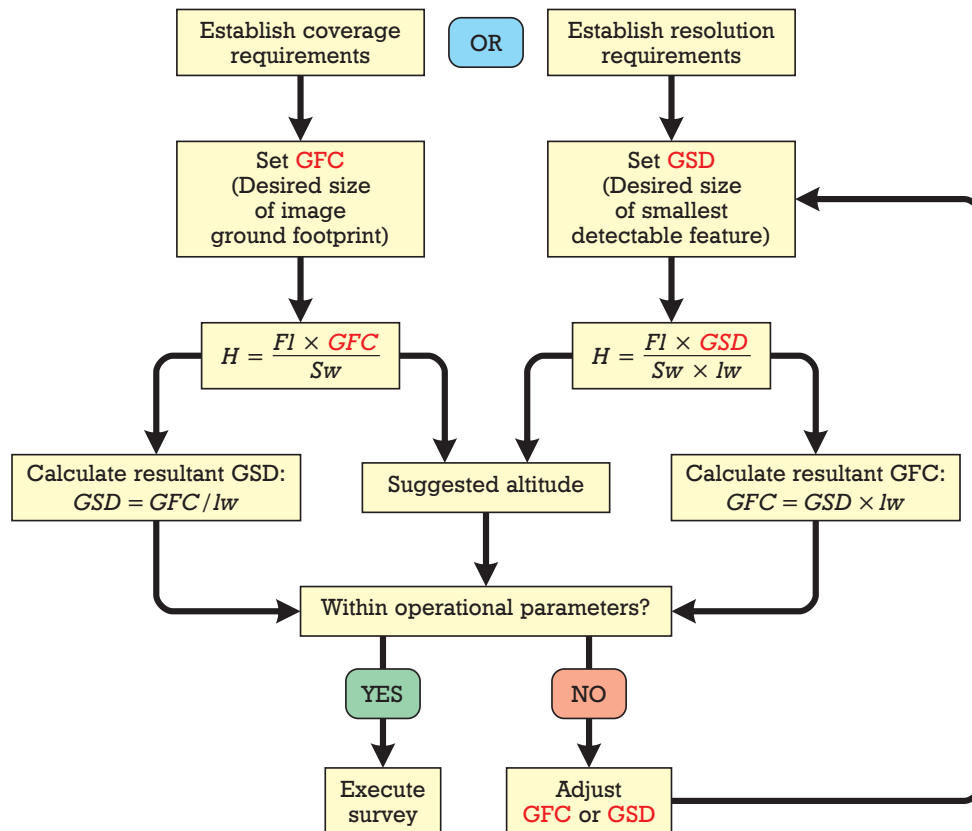 Establish coverage
requirements
OR
Establish resolution
requirements
Set GFC
(Desired size
of image
ground footprint)
Set GSD
(Desired size
of smallest
detectable feature)
H = Fl × GFC
Sw
H = Fl × GSD
Sw × lw
Calculate resultant GSD:
GSD = GFC/lw
Suggested altitude
Calculate resultant GFC:
GFC = GSD × lw
Within operational parameters?
YES
NO
Execute
survey
Adjust
GFC or GSD